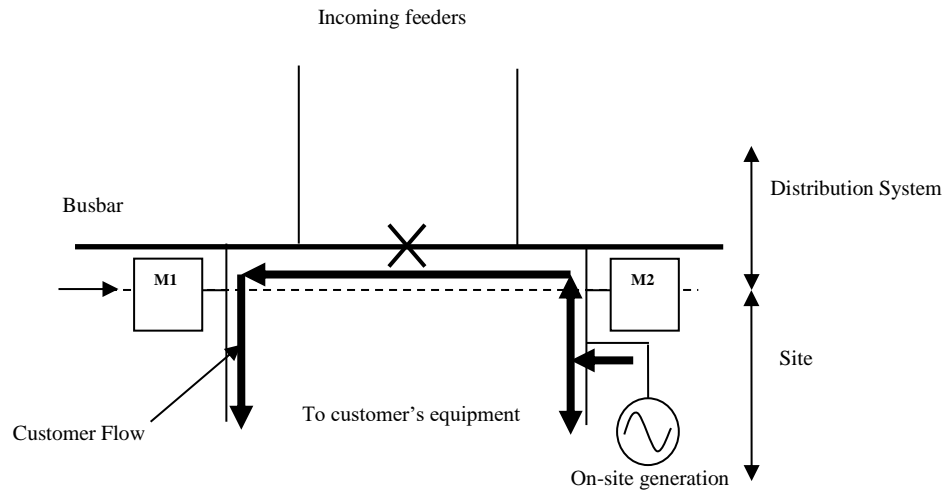 Incoming feeders
Distribution System
Busbar
M1
M2
Site
To customer's equipment
Customer Flow
On-site generation